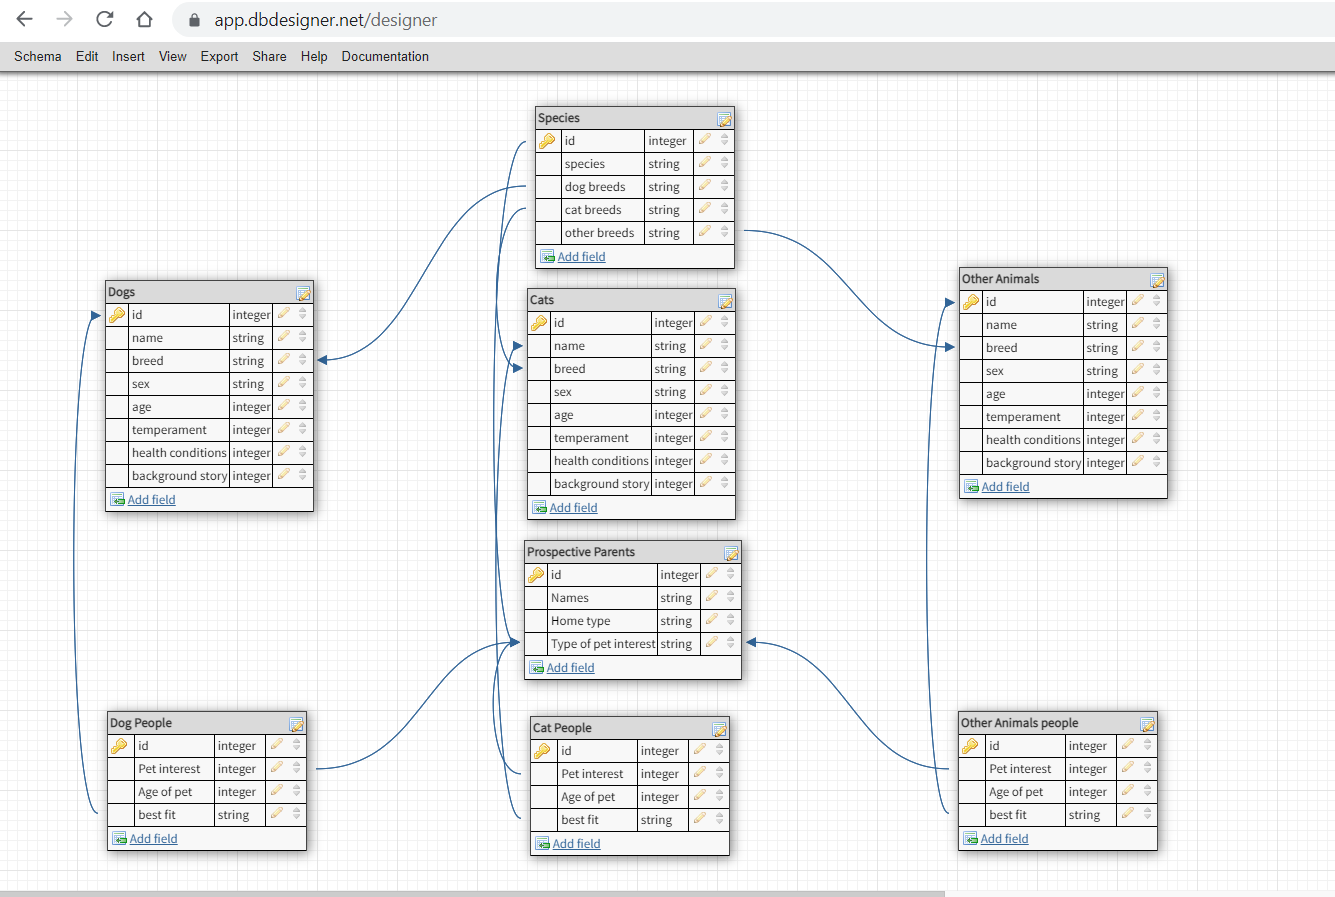 app.dbdesigner.net/designer
Schema Edit Insert View Export Share Help Documentation
Species
id integer
species string
dog breeds string
cat breeds string
other breeds string
Add field
Dogs
id integer
name string
breed string
sex string
age integer
temperament integer
health conditions integer
background story integer
Add field
Cats
id integer
name string
breed string
sex string
age integer
temperament integer
health conditions integer
background story integer
Add field
Other Animals
id integer
name string
breed string
sex string
age integer
temperament integer
health conditions integer
background story integer
Add field
Prospective Parents
id integer
Names string
Home type string
Type of pet interest string
Add field
Dog People
id integer
Pet interest integer
Age of pet integer
best fit string
Add field
Cat People
id integer
Pet interest integer
Age of pet integer
best fit string
Add field
Other Animals people
id integer
Pet interest integer
Age of pet integer
best fit string
Add field